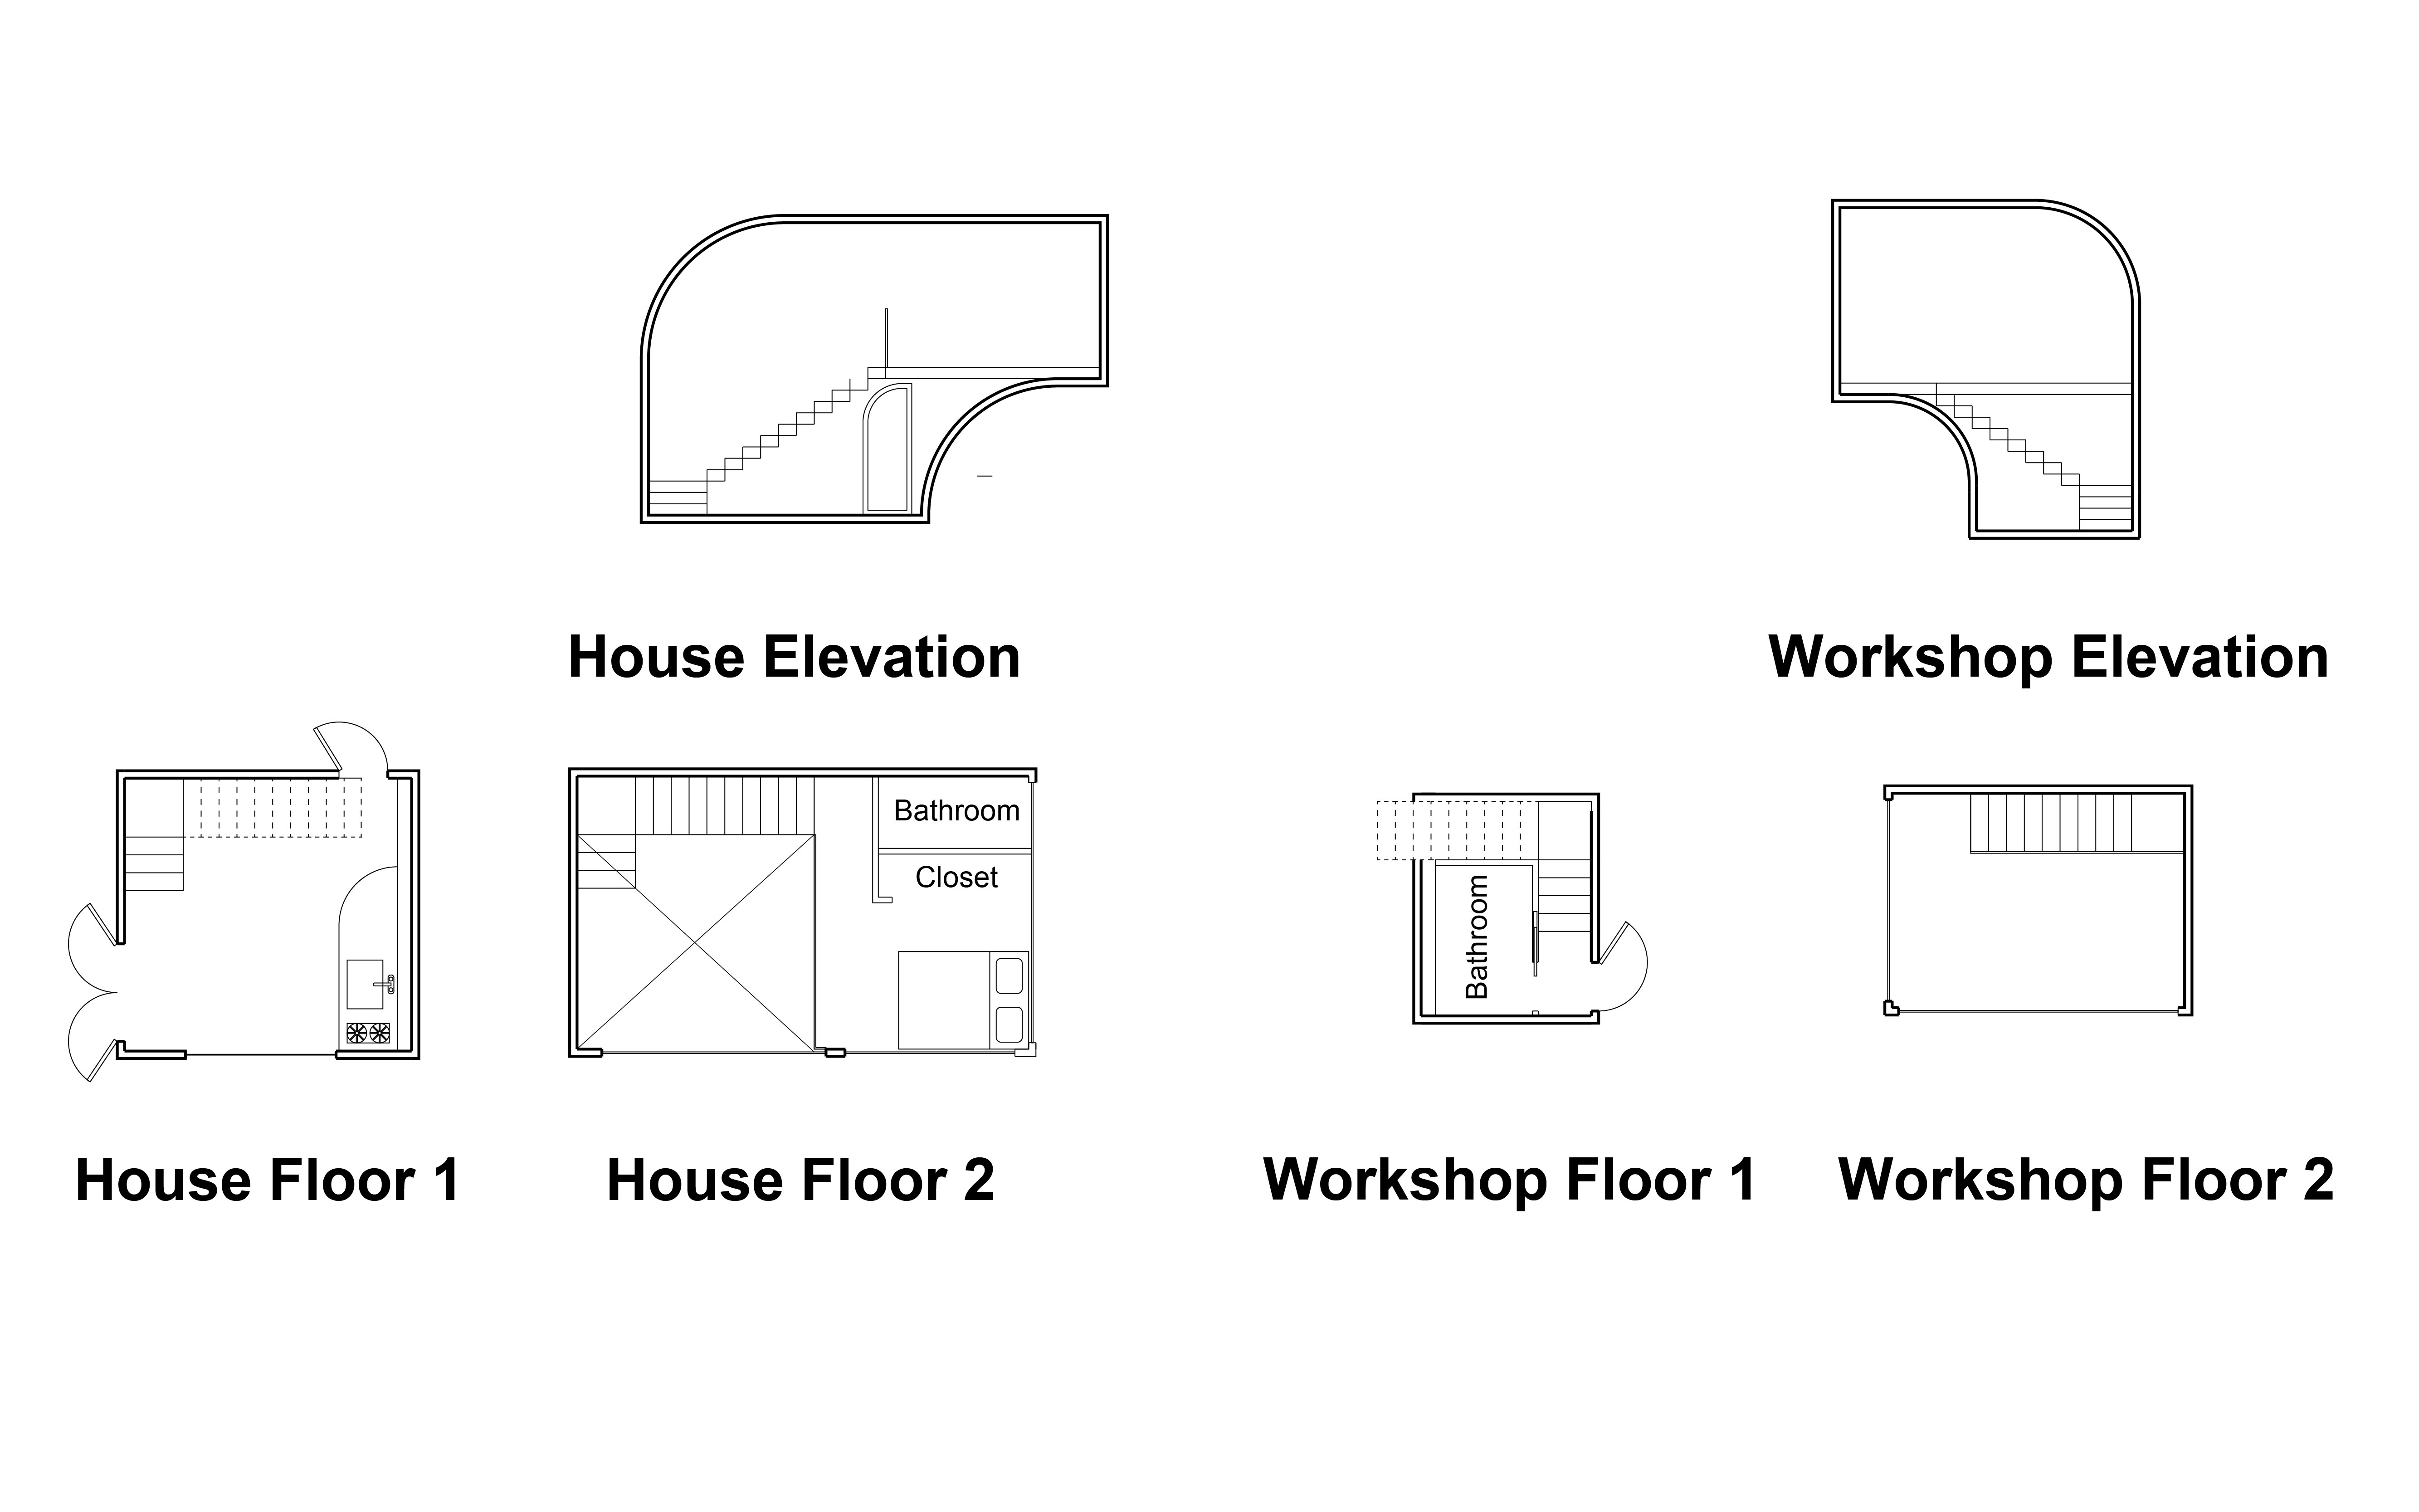 House Elevation
Workshop Elevation
Bathroom
Closet
Bathroom
House Floor 1
House Floor 2
Workshop Floor 1
Workshop Floor 2